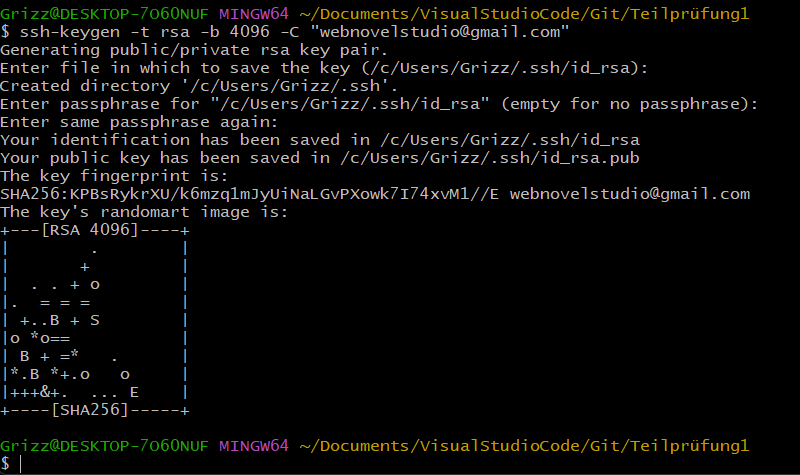 Grizz@DESKTOP-7O60NUF MINGW64 ~/Documents/VisualStudioCode/Git/Teilprüfung1
$ ssh-keygen -t rsa -b 4096 -C "webnovelstudio@gmail.com"
Generating public/private rsa key pair.
Enter file in which to save the key (/c/Users/Grizz/.ssh/id_rsa):
Created directory '/c/Users/Grizz/.ssh'.
Enter passphrase for "/c/Users/Grizz/.ssh/id_rsa" (empty for no passphrase):
Enter same passphrase again:
Your identification has been saved in /c/Users/Grizz/.ssh/id_rsa
Your public key has been saved in /c/Users/Grizz/.ssh/id_rsa.pub
The key fingerprint is:
SHA256:KPBsRykrXU/k6mzq1mJyUiNaLGvPXowk7I74xvM1//E webnovelstudio@gmail.com
The key's randomart image is:
+---[RSA 4096]----+
|         .       |
|        +        |
|  . . + o        |
|.  = = =         |
| +..B + S        |
|o *o==           |
| B + =*   .      |
|*.B *+.o   o     |
|+++&+.  ... E    |
+----[SHA256]-----+
Grizz@DESKTOP-7O60NUF MINGW64 ~/Documents/VisualStudioCode/Git/Teilprüfung1
$